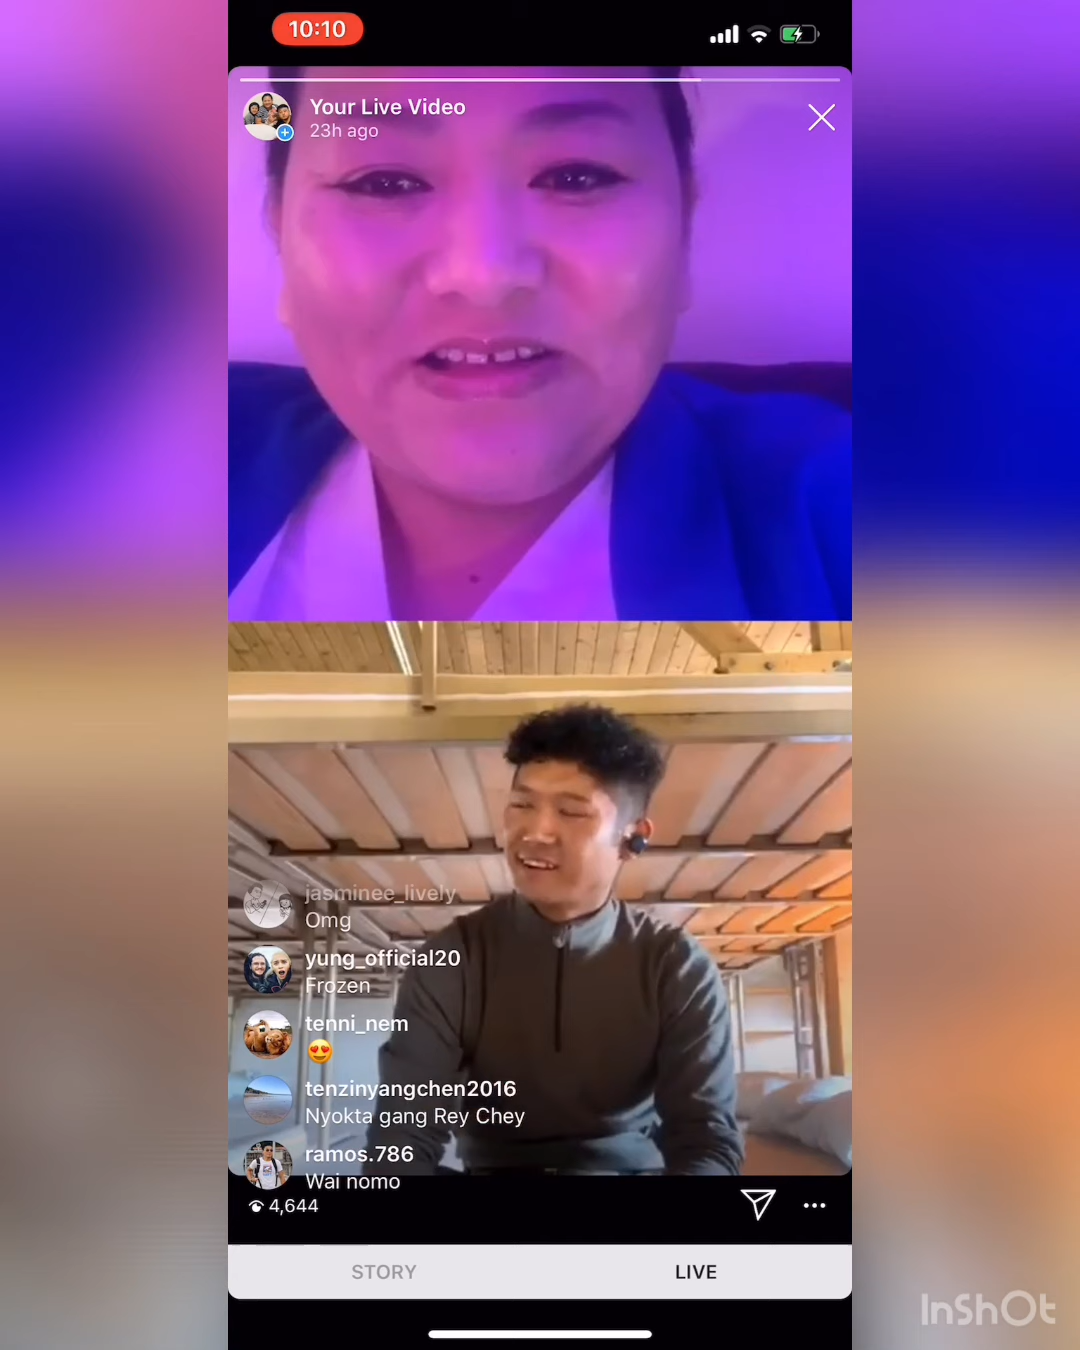 10:10
Your Live Video
23h ago
jasminee_lively
Omg
yung_official20
Frozen
tenni_nem
😍
tenzinyangchen2016
Nyokta gang Rey Chey
ramos.786
Wai nomo
4,644
STORY
LIVE
InShOt